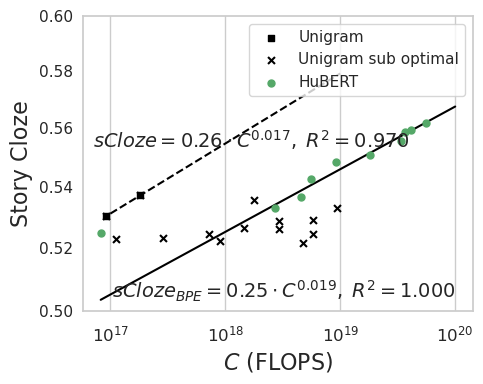 0.60
0.58
0.56
0.54
0.52
0.50
Story Cloze
Unigram
Unigram sub optimal
HuBERT
sCloze = 0.26 · C^0.017, R^2 = 0.970
sCloze_BPE = 0.25 · C^0.019, R^2 = 1.000
10^17 10^18 10^19 10^20
C (FLOPS)